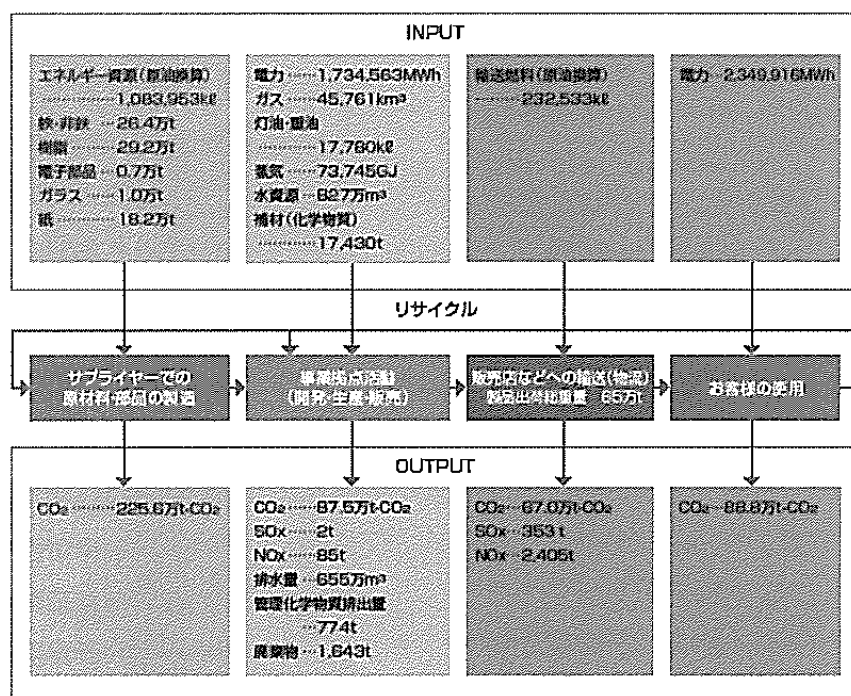 INPUT
エネルギー資源(原油換算)
………1,083,953kℓ
鉄・非鉄……26.4万t
樹脂………29.2万t
電子部品…0.7万t
ガラス……1.0万t
紙…………18.2万t
電力……1,734,563MWh
ガス……45,761km³
灯油・重油
………17,780kℓ
蒸気……73,745GJ
水資源…827万m³
補材(化学物質)
…………17,430t
輸送燃料(原油換算)
……232,533kℓ
電力…2,349,916MWh
リサイクル
サプライヤーでの
原材料・部品の製造
事業拠点活動
(開発・生産・販売)
販売店などへの輸送(物流)
製品出荷総重量 65万t
お客様の使用
OUTPUT
CO₂………225.6万t-CO₂
CO₂……87.5万t-CO₂
SOx……2t
NOx……85t
排水量…655万m³
管理化学物質排出量
…774t
廃棄物…1,643t
CO₂…67.0万t-CO₂
SOx…353t
NOx…2,405t
CO₂…88.8万t-CO₂